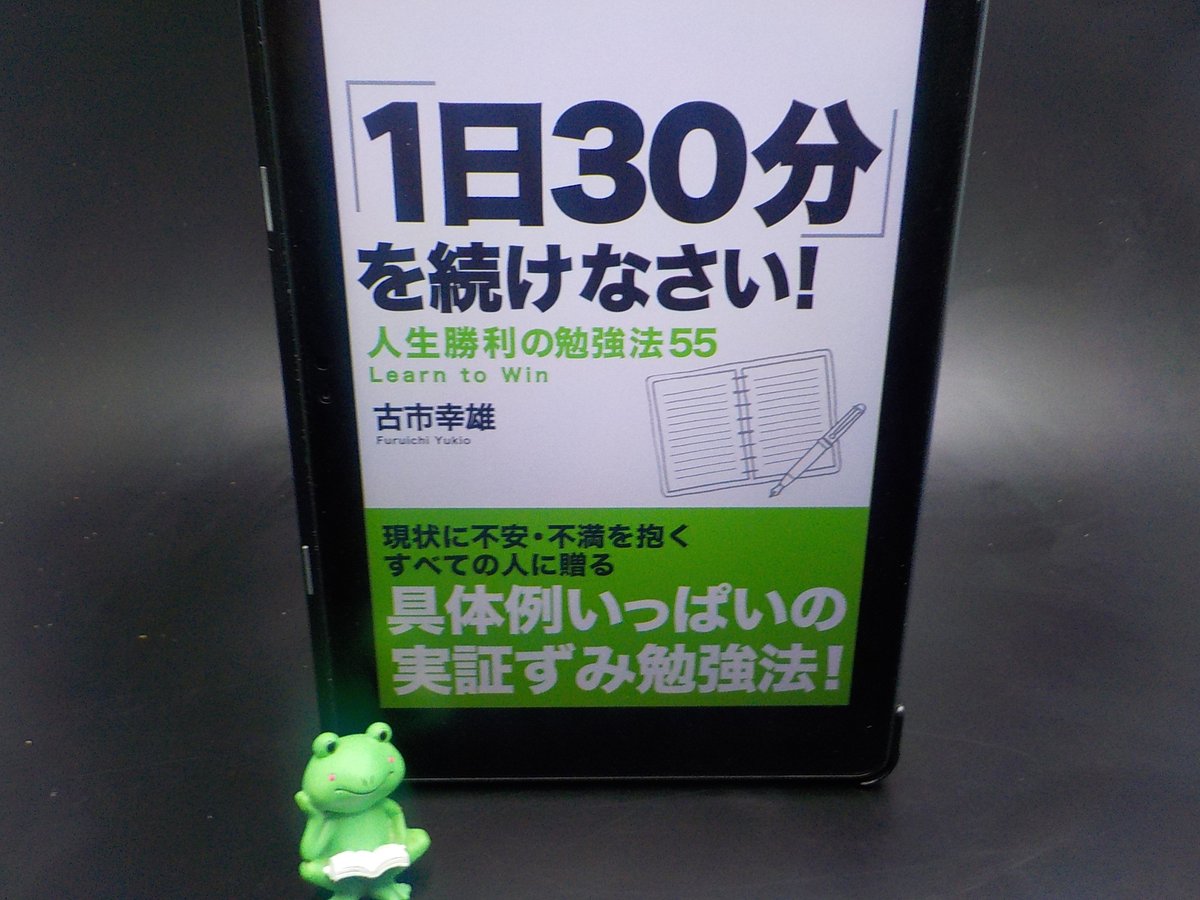 「1日30分」
を続けなさい!
人生勝利の勉強法55
Learn to Win
古市幸雄
Furuichi Yukio
現状に不安・不満を抱く
すべての人に贈る
具体例いっぱいの
実証ずみ勉強法!